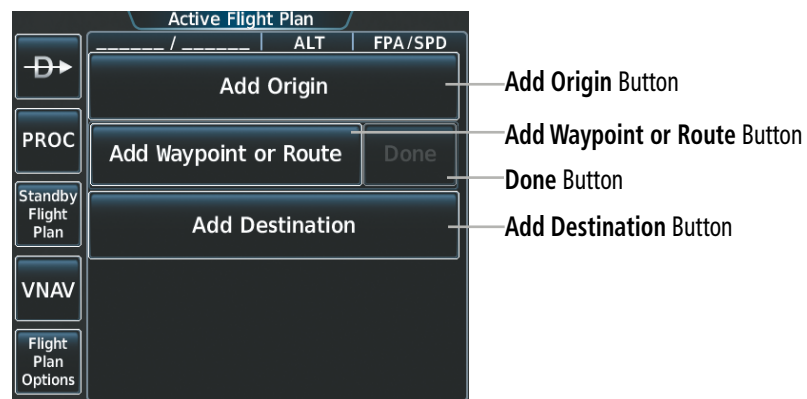 Active Flight Plan
______ / ______ ALT FPA/SPD
D
Add Origin
Add Origin Button
PROC
Add Waypoint or Route
Done
Add Waypoint or Route Button
Done Button
Standby
Flight
Plan
Add Destination
Add Destination Button
VNAV
Flight
Plan
Options